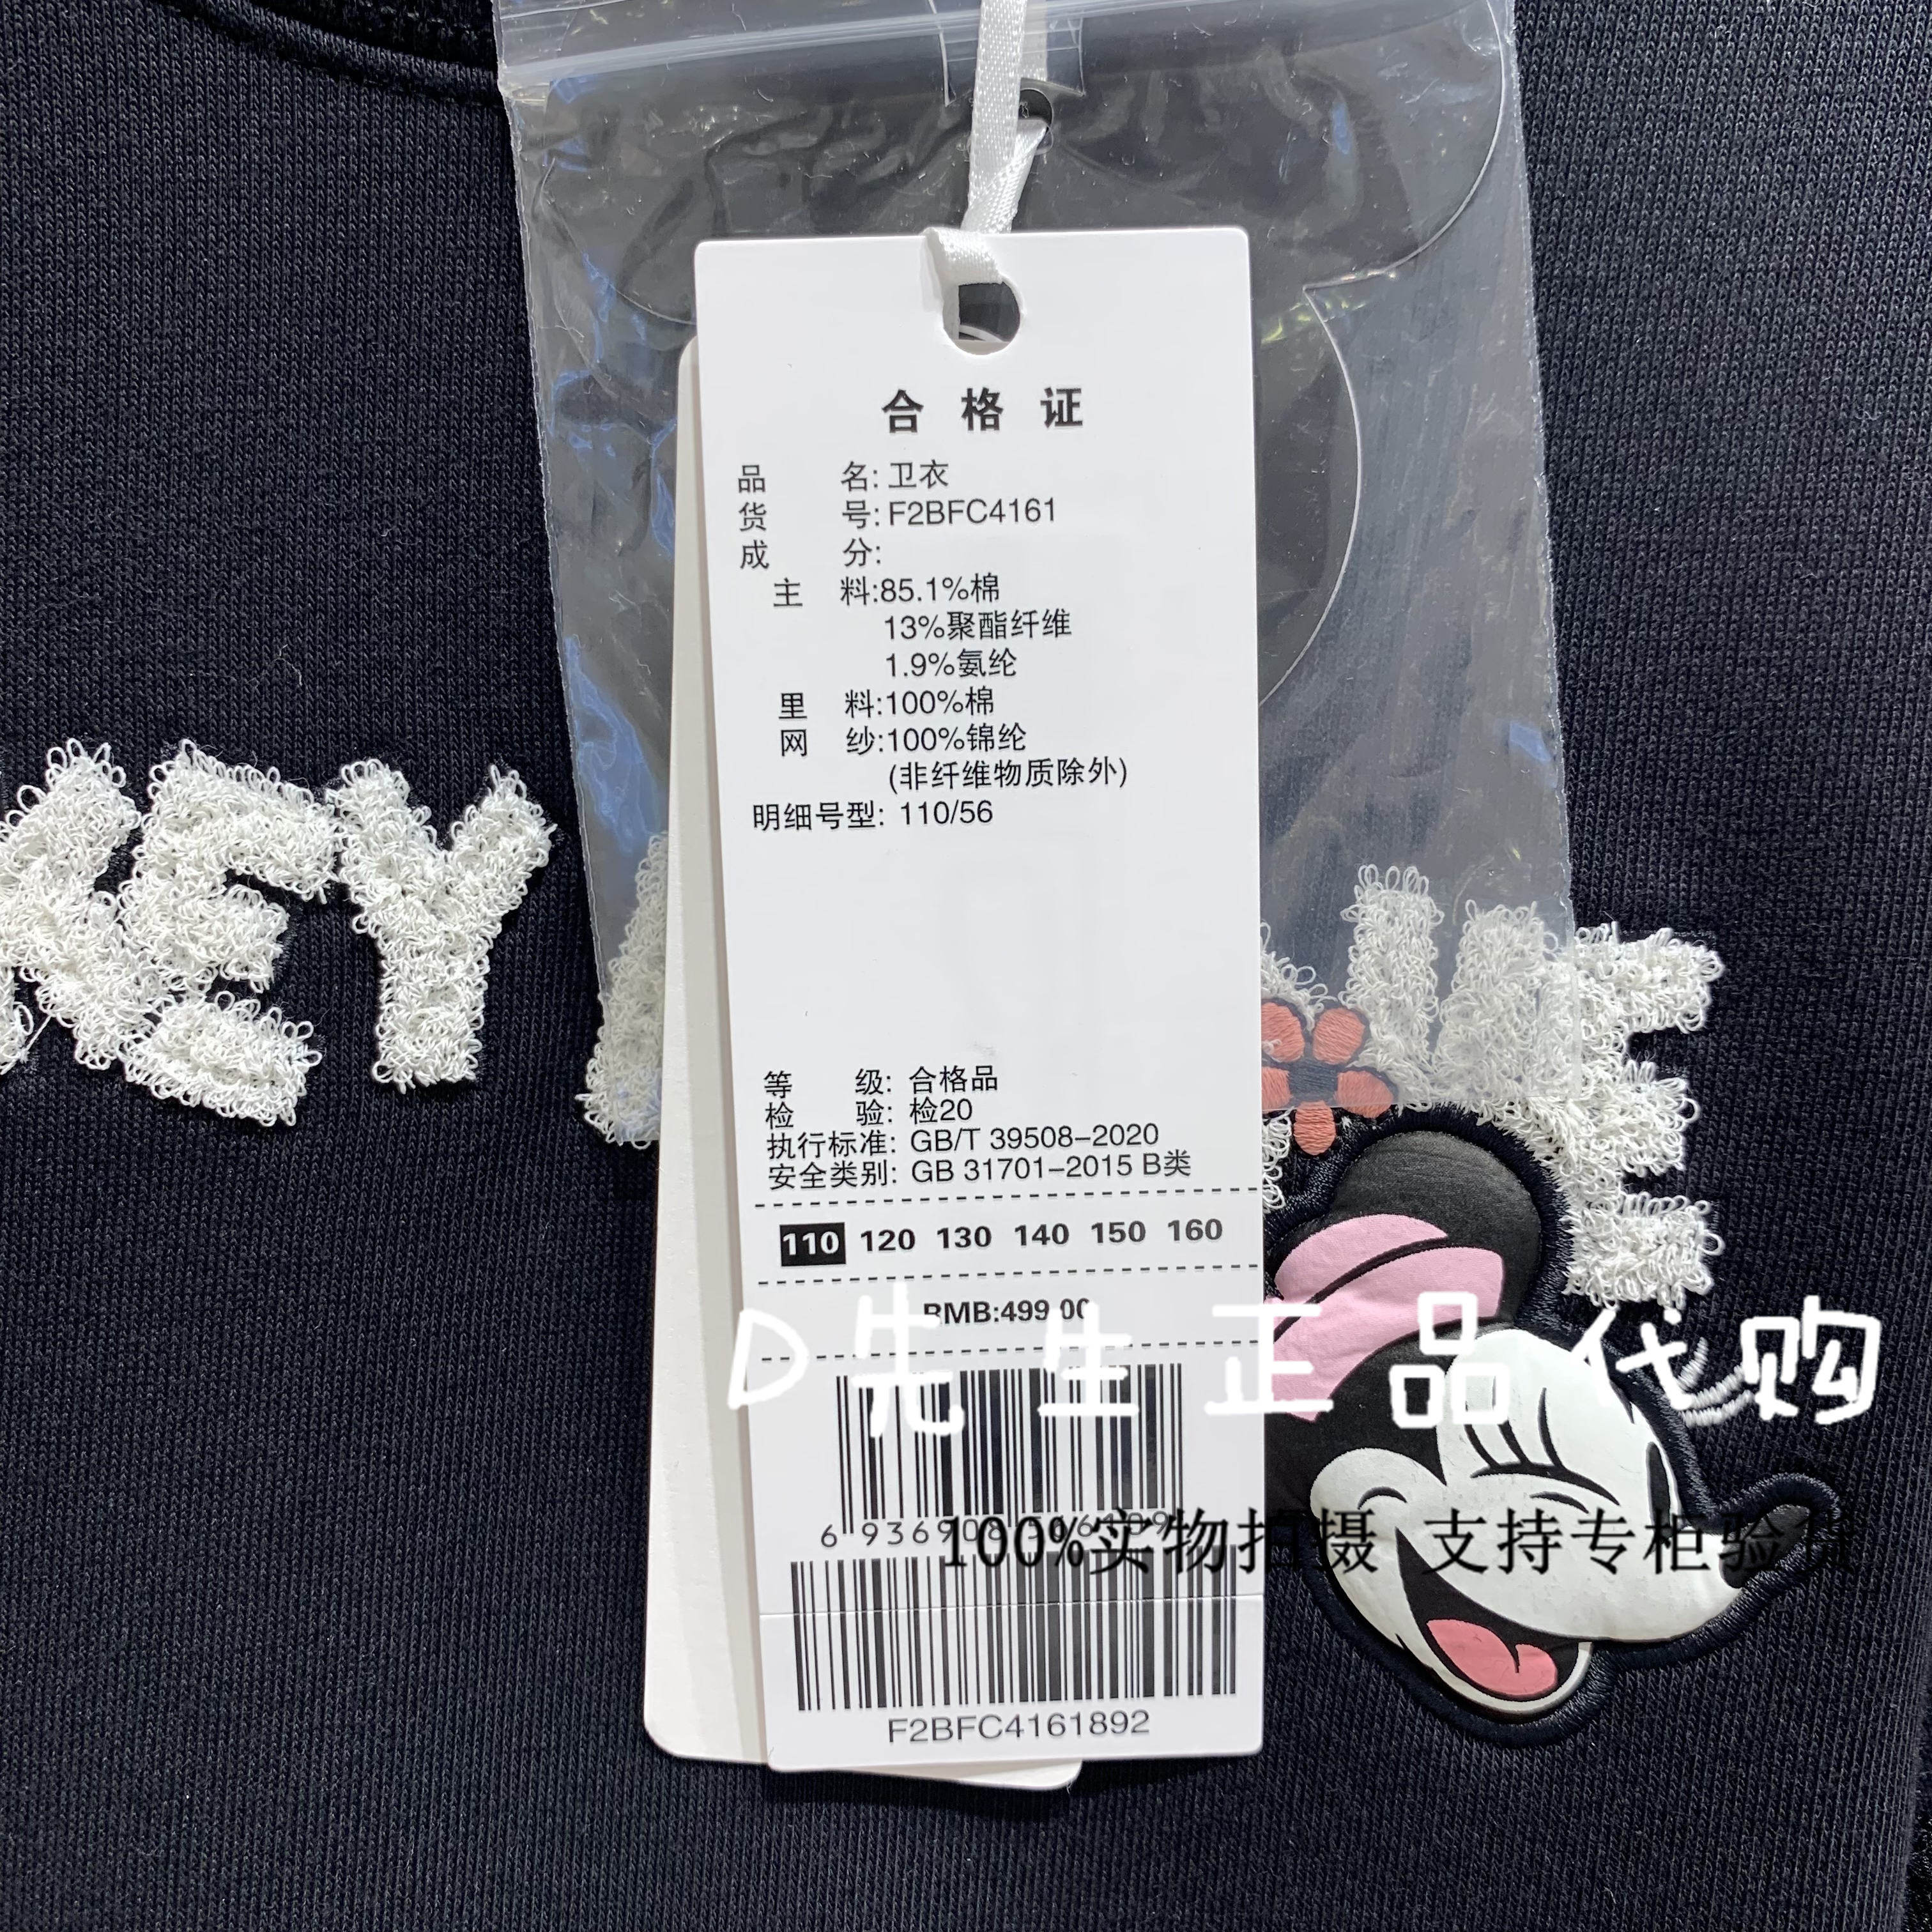 合格证
品名: 卫衣
货号: F2BFC4161
成分:
主料:85.1%棉
13%聚酯纤维
1.9%氨纶
里料:100%棉
网纱:100%锦纶
(非纤维物质除外)
明细号型: 110/56
KEY
等级: 合格品
检验: 检20
执行标准: GB/T 39508-2020
安全类别: GB 31701-2015 B类
110 120 130 140 150 160
RMB:499.00
D先生正品代购
6 936908
100%实物拍摄 支持专柜验货
F2BFC4161892